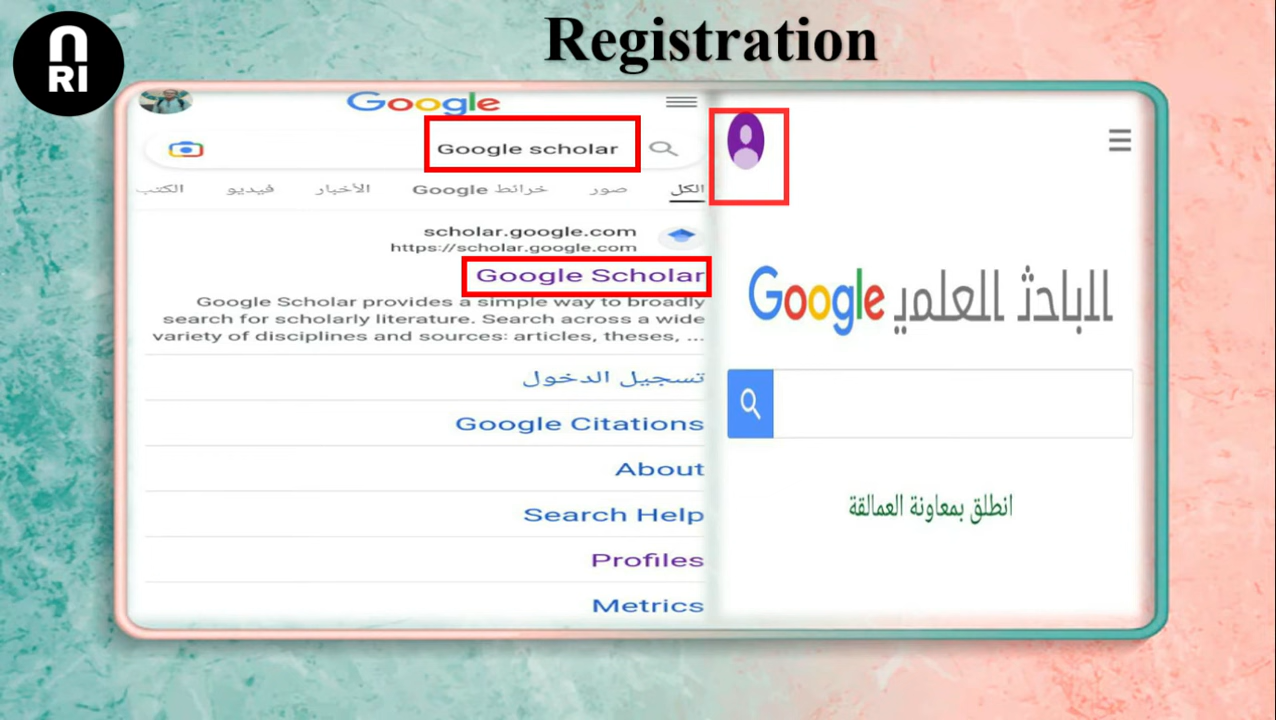 Registration
RI
Google
Google scholar
الكل صور خرائط Google الأخبار فيديو الكتب
scholar.google.com
https://scholar.google.com
Google Scholar
Google Scholar provides a simple way to broadly
search for scholarly literature. Search across a wide
variety of disciplines and sources: articles, theses, ...
تسجيل الدخول
Google Citations
About
Search Help
Profiles
Metrics
الباحث العلمي Google
انطلق بمعاونة العمالقة